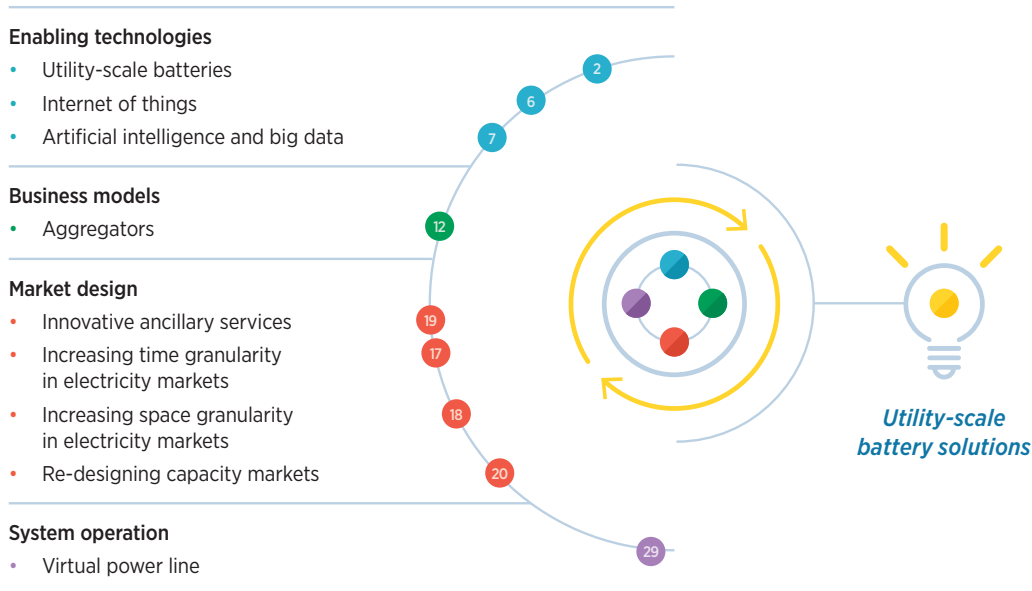 Enabling technologies
• Utility-scale batteries
2
• Internet of things
6
• Artificial intelligence and big data
7
Business models
• Aggregators
12
Market design
• Innovative ancillary services
19
• Increasing time granularity
in electricity markets
17
• Increasing space granularity
in electricity markets
18
• Re-designing capacity markets
20
System operation
• Virtual power line
29
Utility-scale
battery solutions